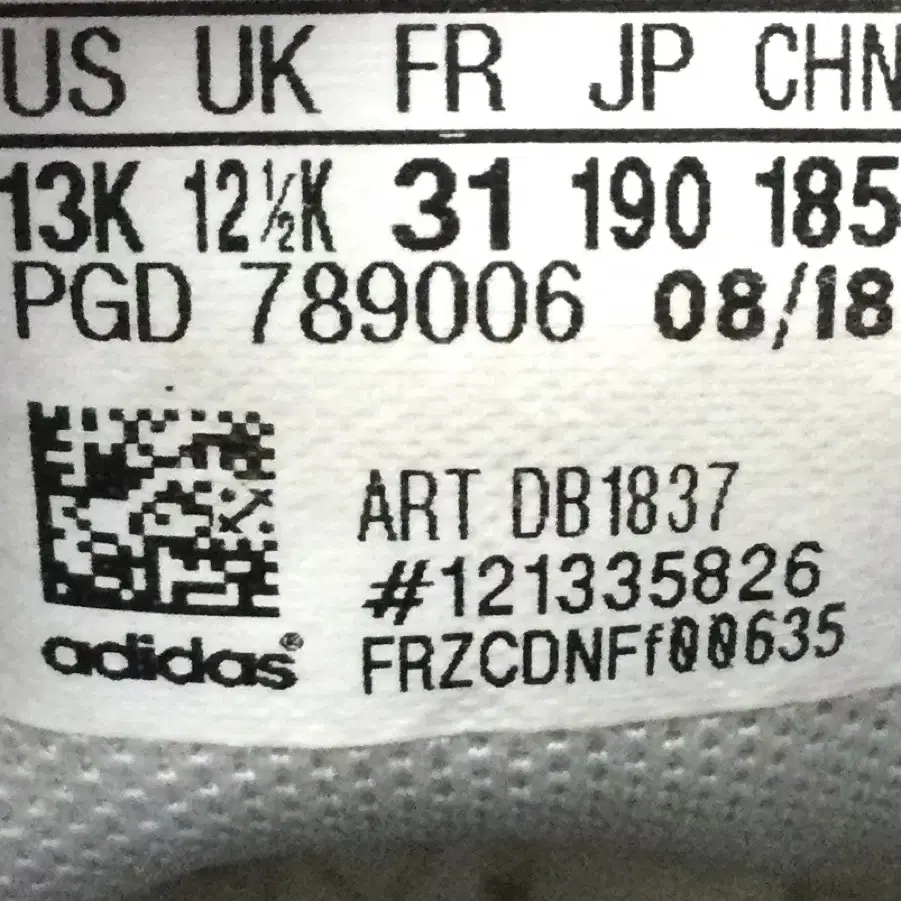 US UK FR JP CHN
13K 12½K 31 190 185
PGD 789006 08/18
ART DB1837
#121335826
FRZCDNFf00635
adidas®